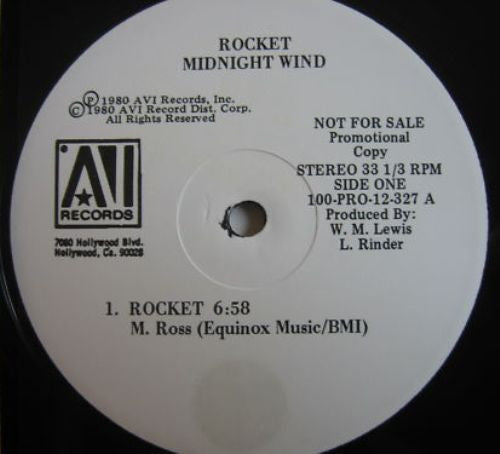 ROCKET
MIDNIGHT WIND
Ⓟ 1980 AVI Records, Inc.
© 1980 AVI Record Dist. Corp.
All Rights Reserved
AVI
RECORDS
7060 Hollywood Blvd.
Hollywood, Ca. 90028
NOT FOR SALE
Promotional
Copy
STEREO 33 1/3 RPM
SIDE ONE
100-PRO-12-327 A
Produced By:
W. M. Lewis
L. Rinder
1. ROCKET 6:58
M. Ross (Equinox Music/BMI)